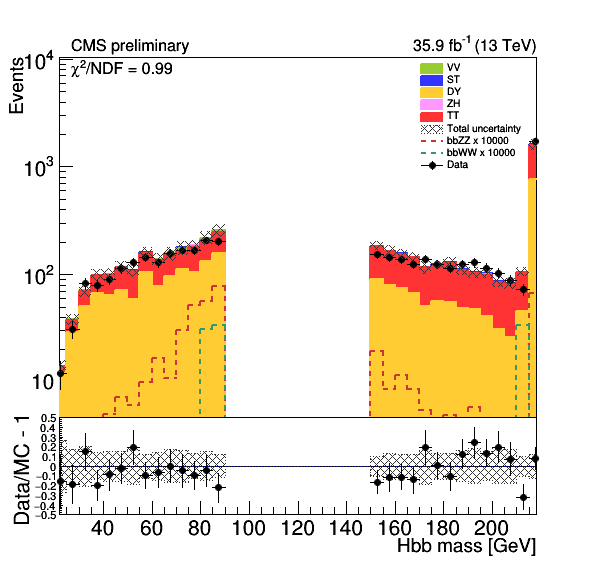 CMS preliminary 35.9 fb⁻¹ (13 TeV)
Events
10⁴
10³
10²
10
χ²/NDF = 0.99
VV
ST
DY
ZH
TT
Total uncertainty
bbZZ x 10000
bbWW x 10000
Data
Data/MC - 1
0.5
0.4
0.3
0.2
0.1
0
−0.1
−0.2
−0.3
−0.4
−0.5
40 60 80 100 120 140 160 180 200
Hbb mass [GeV]